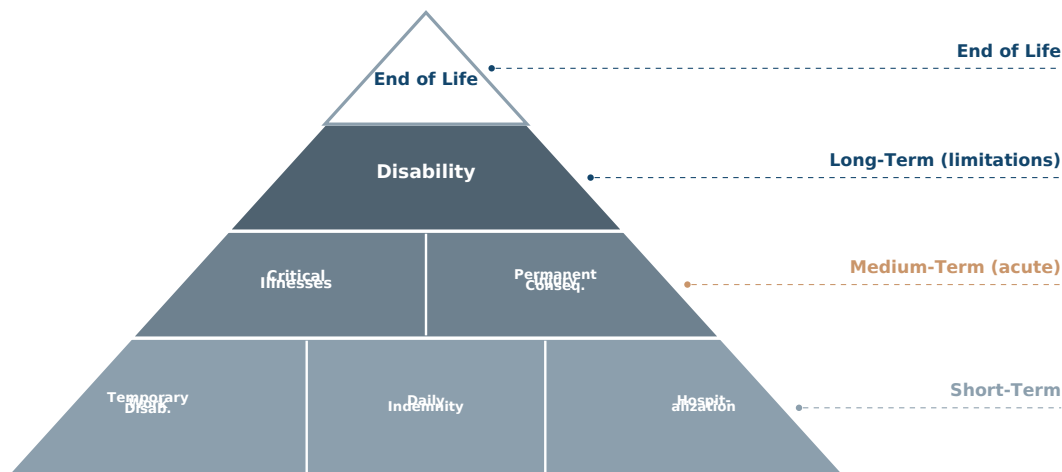 End of Life
End of Life
Disability
Long-Term (limitations)
Critical
Illnesses
Permanent
Conseq.
Medium-Term (acute)
Temporary
Disab.
Daily
Indemnity
Hospit-
alization
Short-Term